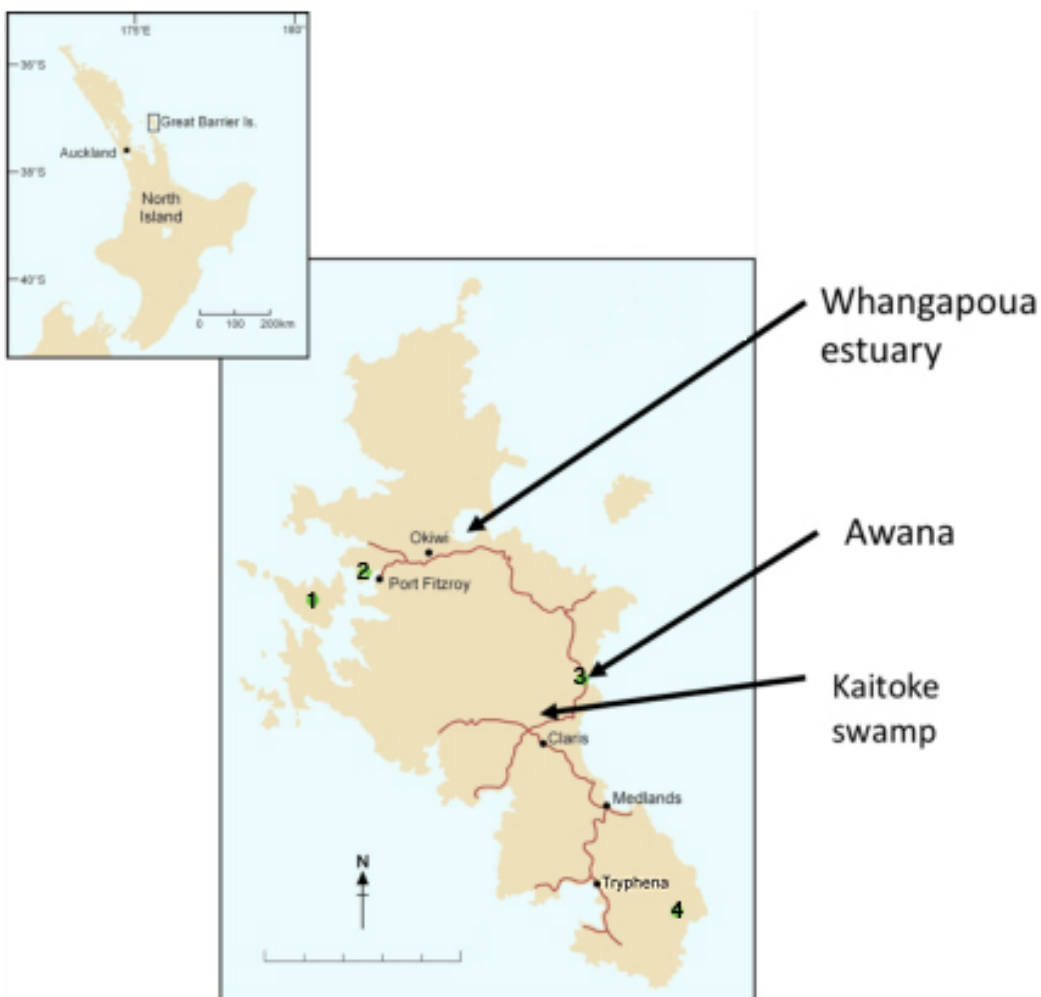 175°E
180°
36°S
Great Barrier Is.
Auckland
38°S
North
Island
40°S
0 100 200km
Whangapoua
estuary
Okiwi
Awana
2
Port Fitzroy
1
3
Kaitoke
swamp
Claris
Medlands
N
Tryphena
4